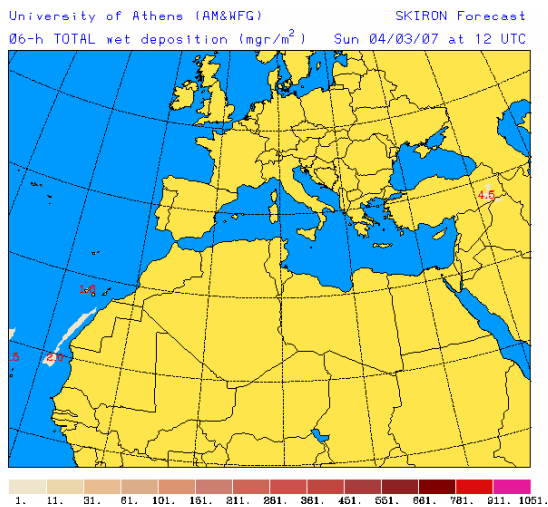 University of Athens (AM&WFG) SKIRON Forecast
06-h TOTAL wet deposition (mgr/m²) Sun 04/03/07 at 12 UTC
4.5
1.0
.5 2.0
1. 11. 31. 61. 101. 151. 211. 281. 361. 451. 551. 661. 781. 911. 1051.